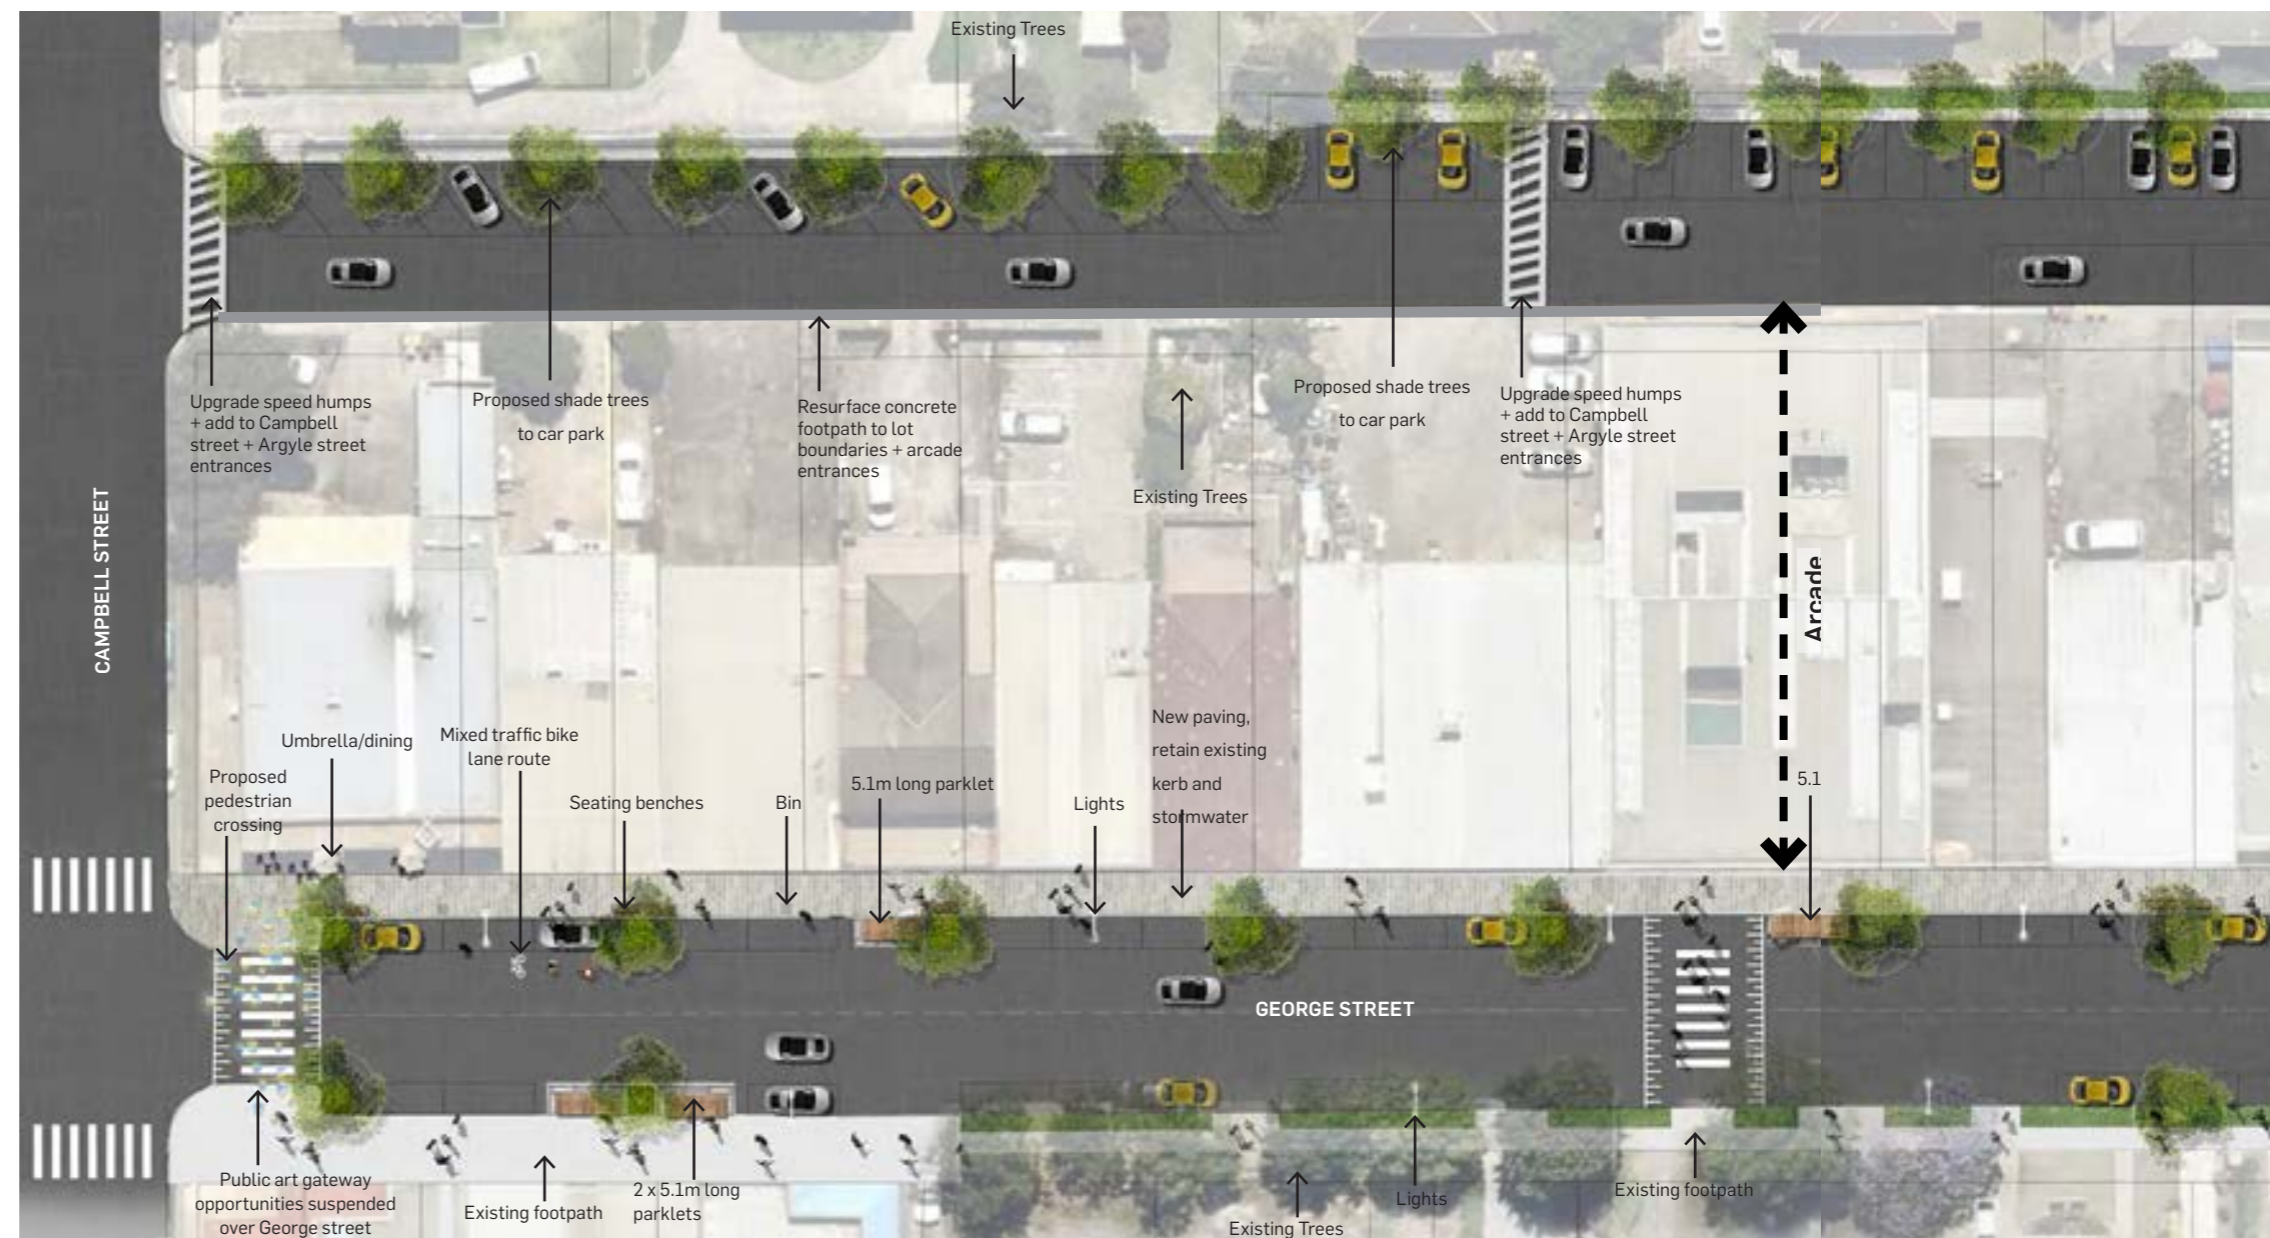 Existing Trees
Upgrade speed humps
+ add to Campbell
street + Argyle street
entrances
Proposed shade trees
to car park
Resurface concrete
footpath to lot
boundaries + arcade
entrances
Existing Trees
Proposed shade trees
to car park
Upgrade speed humps
+ add to Campbell
street + Argyle street
entrances
CAMPBELL STREET
Arcade
Proposed
pedestrian
crossing
Umbrella/dining
Mixed traffic bike
lane route
Seating benches
Bin
5.1m long parklet
Lights
New paving,
retain existing
kerb and
stormwater
5.1
GEORGE STREET
Public art gateway
opportunities suspended
over George street
Existing footpath
2 x 5.1m long
parklets
Existing Trees
Lights
Existing footpath